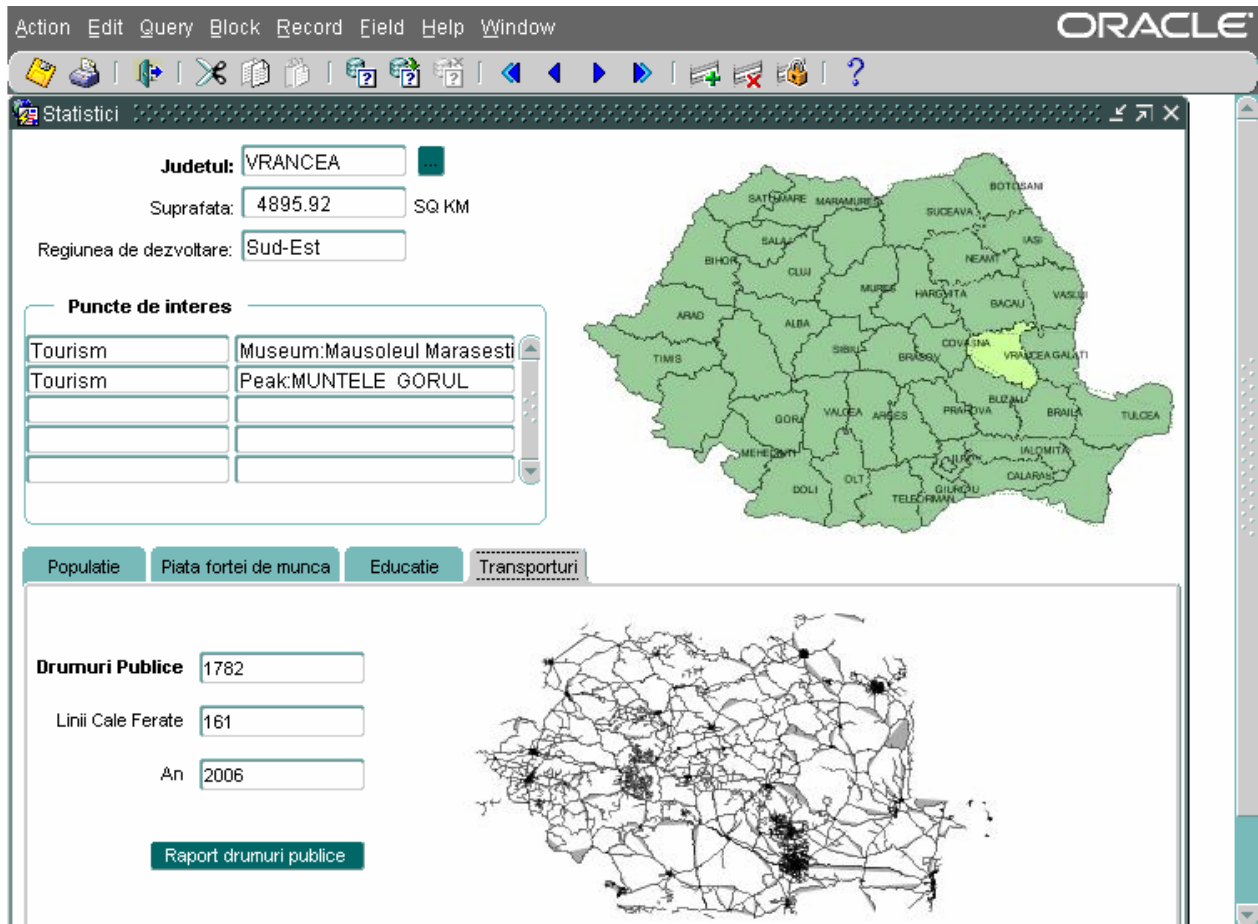 Action Edit Query Block Record Field Help Window ORACLE
Statistici
Judetul: VRANCEA ...
Suprafata: 4895.92 SQ KM
Regiunea de dezvoltare: Sud-Est
Puncte de interes
Tourism Museum:Mausoleul Marasesti
Tourism Peak:MUNTELE GORUL
BOTOSANI
SATU MARE MARAMURES SUCEAVA
SALAJ IASI
BIHOR CLUJ NEAMT
MURES HARGHITA BACAU VASLUI
ARAD ALBA
TIMIS SIBIU BRASOV COVASNA VRANCEA GALATI
GORJ VALCEA ARGES PRAHOVA BUZAU BRAILA TULCEA
MEHEDINTI IALOMITA
DOLJ OLT TELEORMAN GIURGIU CALARASI
Populatie Piata fortei de munca Educatie Transporturi
Drumuri Publice 1782
Linii Cale Ferate 161
An 2006
Raport drumuri publice